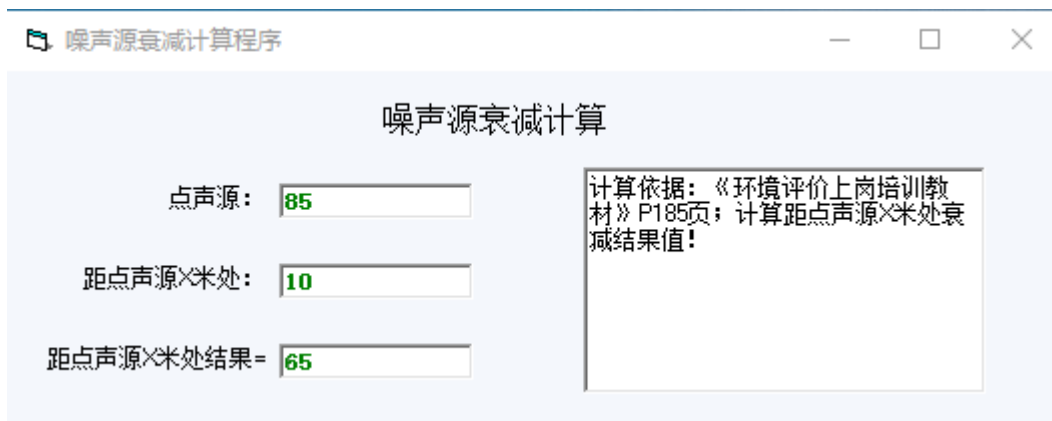 噪声源衰减计算程序
噪声源衰减计算
点声源： 85
距点声源X米处： 10
距点声源X米处结果= 65
计算依据：《环境评价上岗培训教
材》P185页；计算距点声源X米处衰
减结果值！